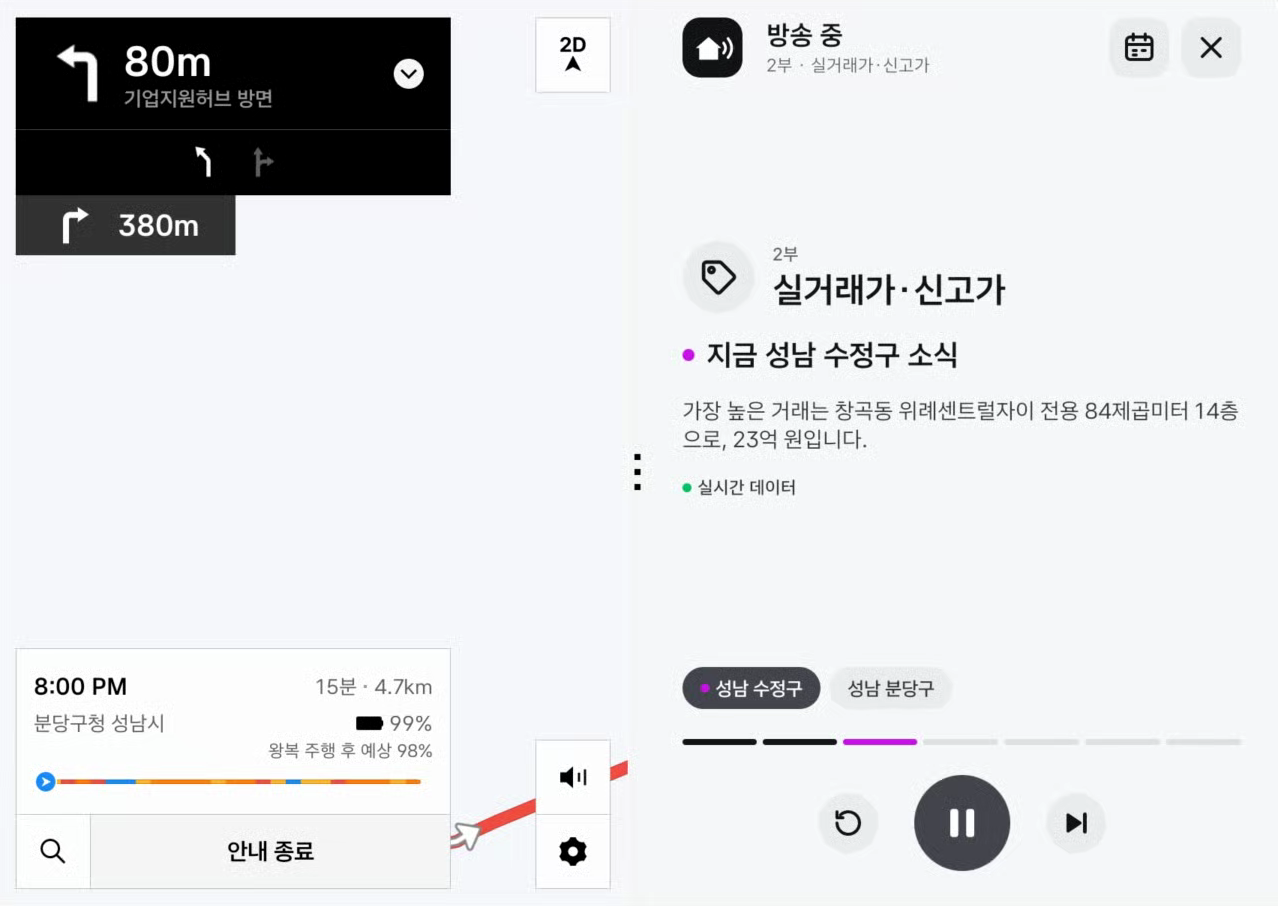 80m
기업지원허브 방면
380m
2D
8:00 PM
15분 · 4.7km
분당구청 성남시
99%
왕복 주행 후 예상 98%
안내 종료
방송 중
2부 · 실거래가·신고가
2부
실거래가·신고가
지금 성남 수정구 소식
가장 높은 거래는 창곡동 위례센트럴자이 전용 84제곱미터 14층
으로, 23억 원입니다.
실시간 데이터
성남 수정구
성남 분당구